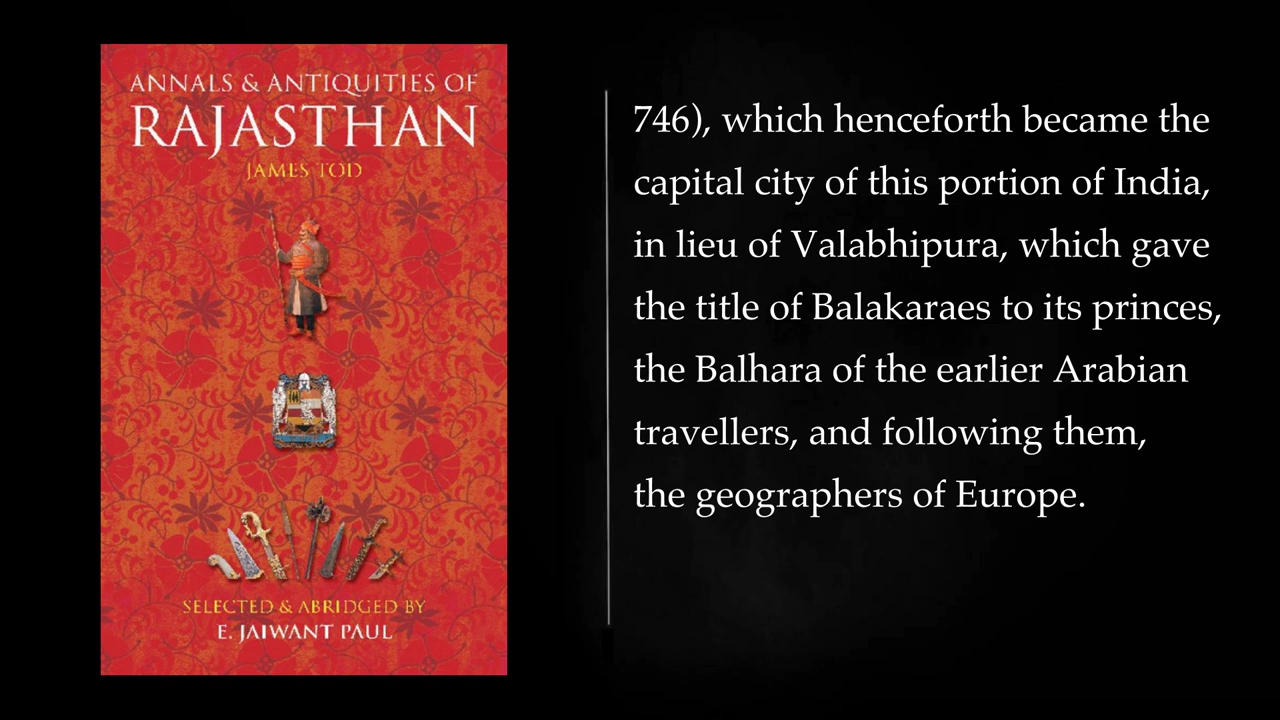 ANNALS & ANTIQUITIES OF
RAJASTHAN
JAMES TOD
SELECTED & ABRIDGED BY
E. JAIWANT PAUL
746), which henceforth became the
capital city of this portion of India,
in lieu of Valabhipura, which gave
the title of Balakaraes to its princes,
the Balhara of the earlier Arabian
travellers, and following them,
the geographers of Europe.